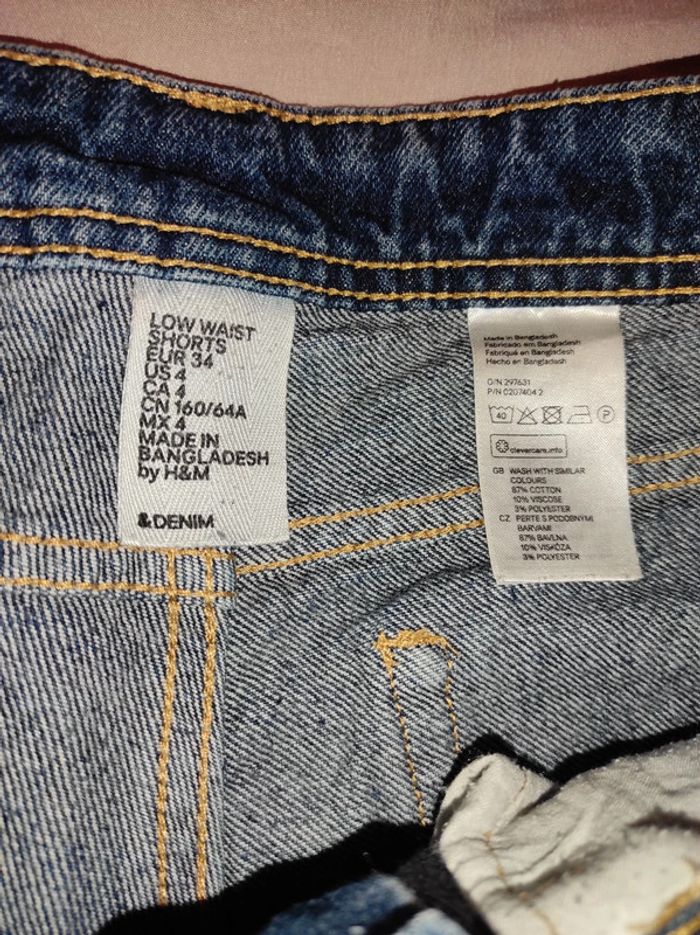 LOW WAIST
SHORTS
EUR 34
US 4
CA 4
CN 160/64A
MX 4
MADE IN
BANGLADESH
by H&M
&DENIM
Made in Bangladesh
Fabricado em Bangladesh
Fabriqué en Bangladesh
Hecho en Bangladesh
O/N 297631
P/N 0207404 2
40
P
clevercare.info
GB WASH WITH SIMILAR
COLOURS
87% COTTON
10% VISCOSE
3% POLYESTER
CZ PERTE S PODOBNÝMI
BARVAMI
87% BAVLNA
10% VISKÓZA
3% POLYESTER